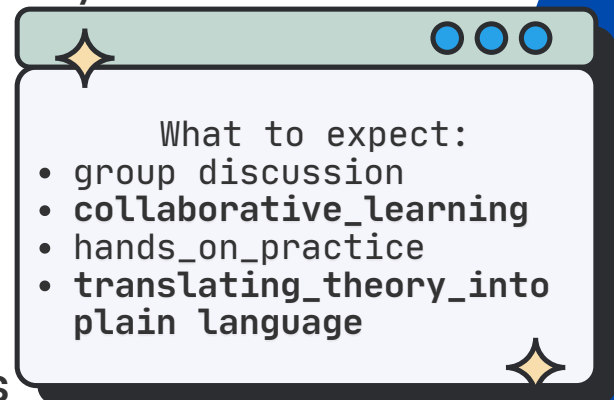 What to expect:
• group discussion
• collaborative_learning
• hands_on_practice
• translating_theory_into
plain language
s